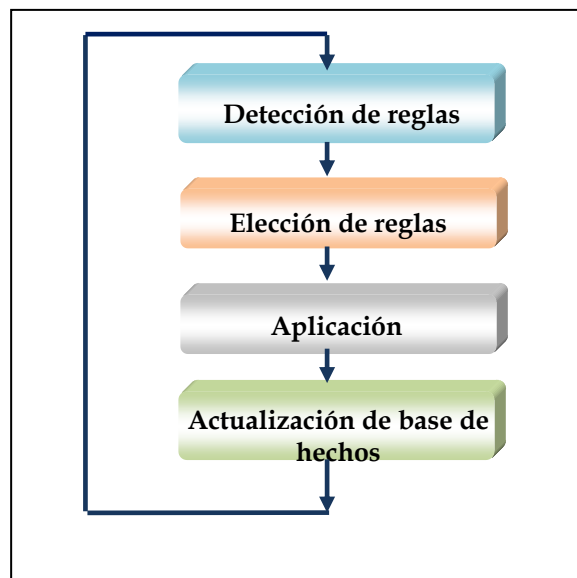 Detección de reglas
Elección de reglas
Aplicación
Actualización de base de
hechos